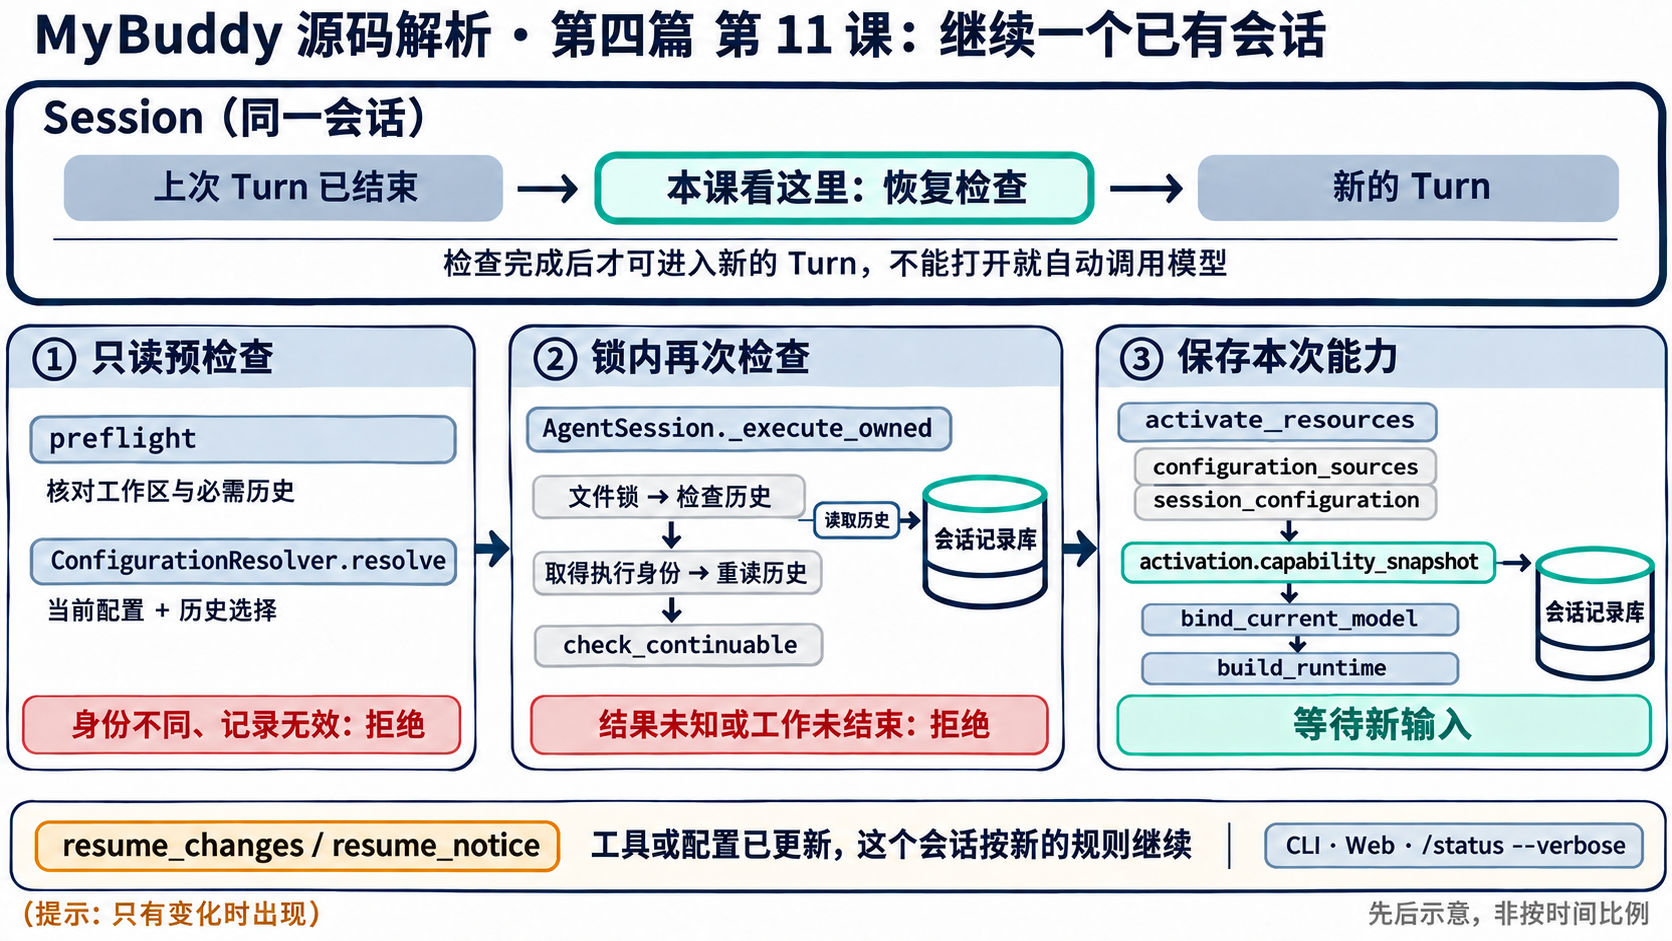 MyBuddy 源码解析 · 第四篇 第 11 课：继续一个已有会话
Session（同一会话）
上次 Turn 已结束
本课看这里：恢复检查
新的 Turn
检查完成后才可进入新的 Turn，不能打开就自动调用模型
① 只读预检查
preflight
核对工作区与必需历史
ConfigurationResolver.resolve
当前配置 + 历史选择
身份不同、记录无效：拒绝
② 锁内再次检查
AgentSession._execute_owned
文件锁 → 检查历史
读取历史
会话记录库
取得执行身份 → 重读历史
check_continuable
结果未知或工作未结束：拒绝
③ 保存本次能力
activate_resources
configuration_sources
session_configuration
activation.capability_snapshot
会话记录库
bind_current_model
build_runtime
等待新输入
resume_changes / resume_notice
工具或配置已更新，这个会话按新的规则继续
CLI · Web · /status --verbose
（提示：只有变化时出现）
先后示意，非按时间比例